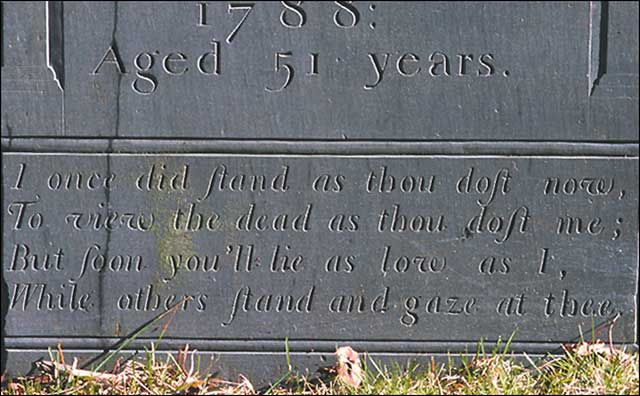 1788:
Aged 51 years.
I once did ſtand as thou doſt now,
To view the dead as thou doſt me;
But ſoon you'll lie as low as I,
While others ſtand and gaze at thee.